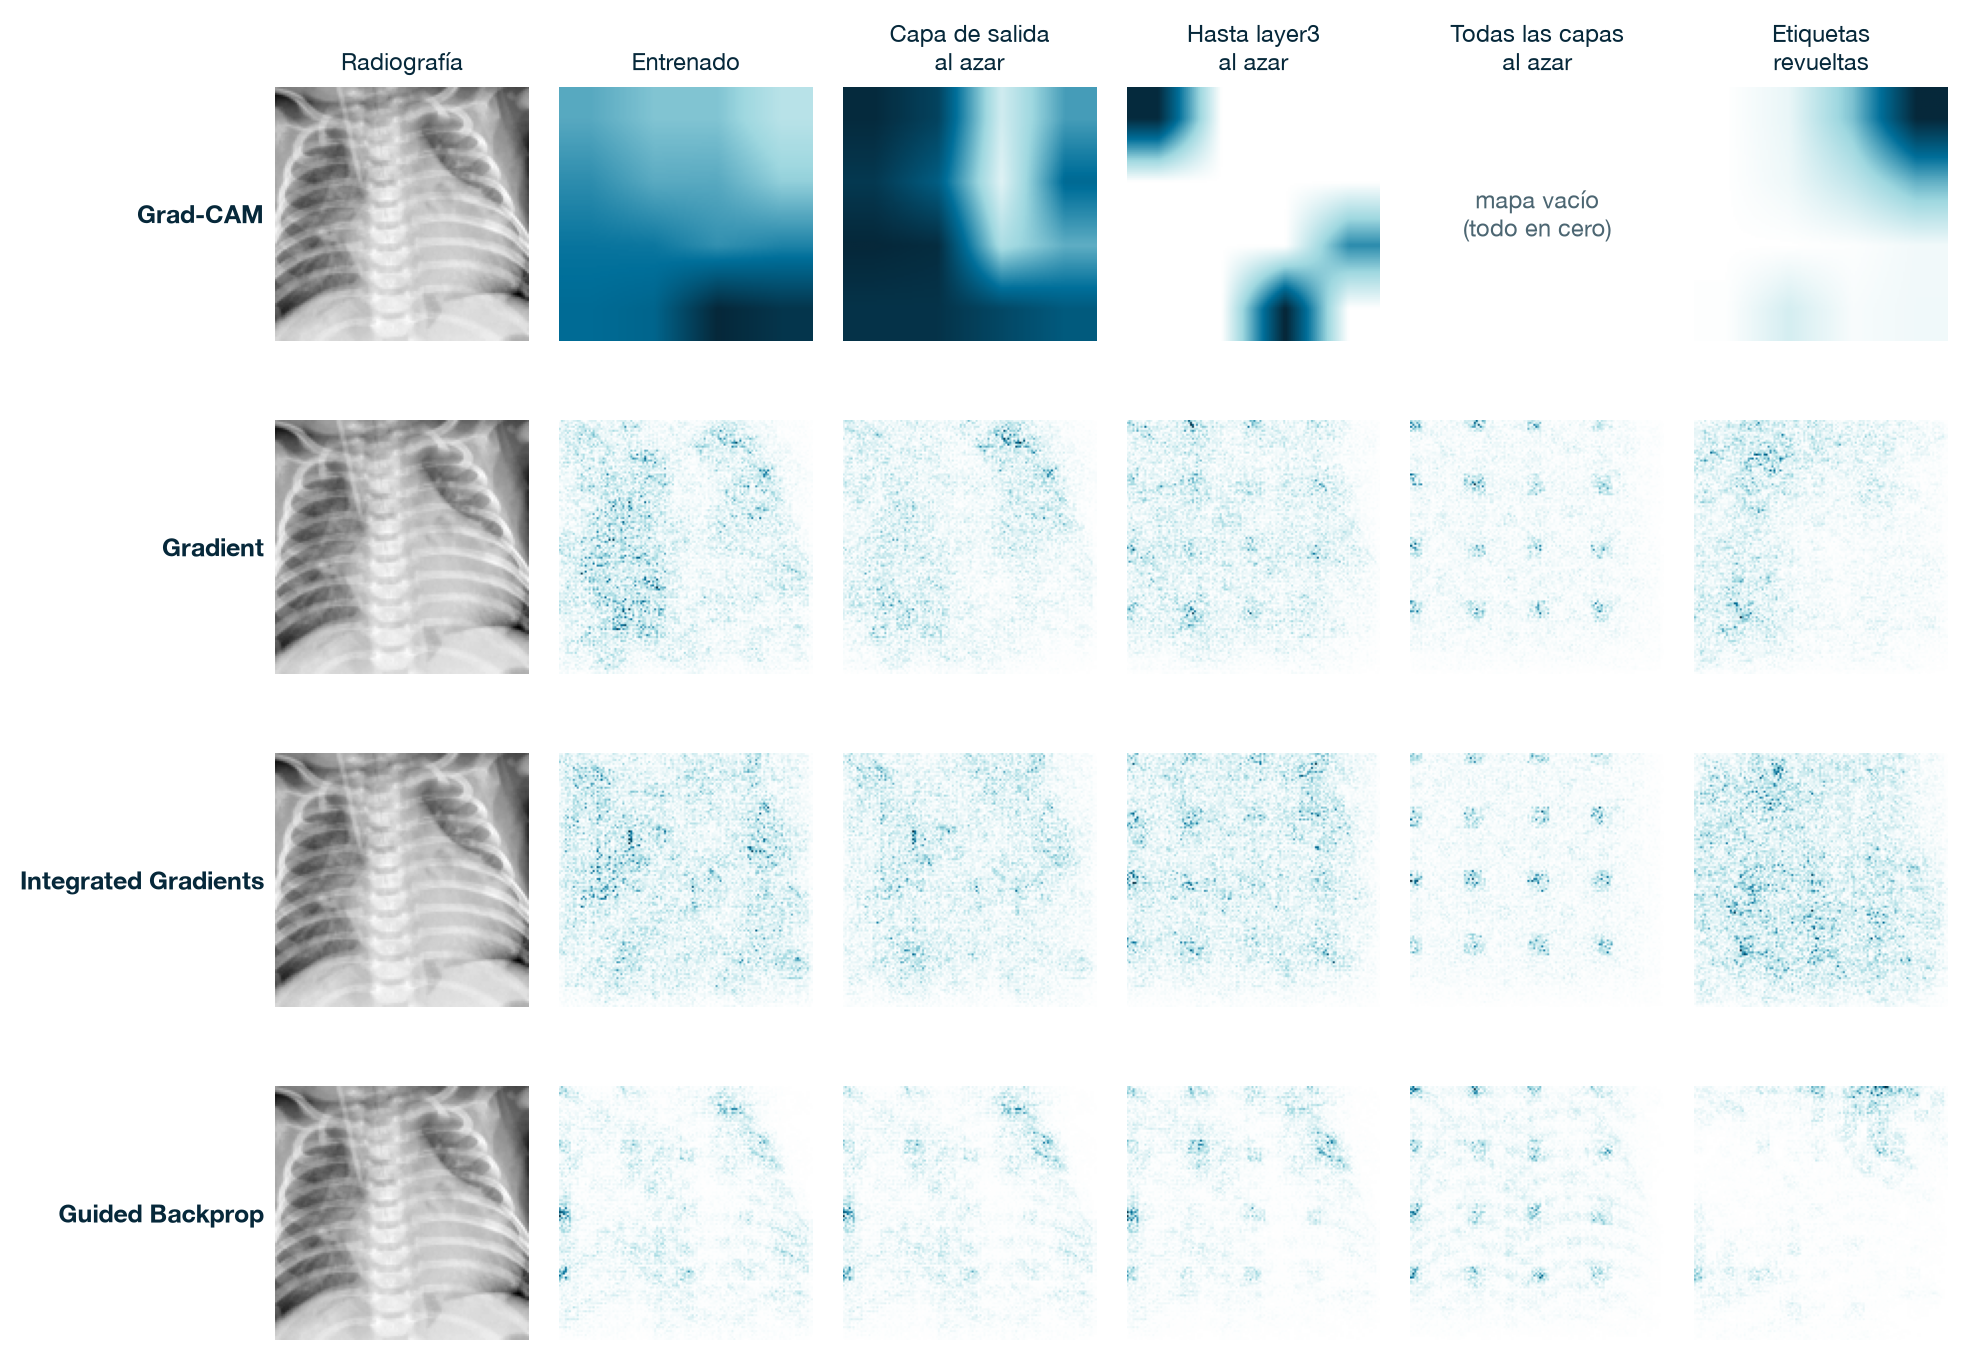 Radiografía
Entrenado
Capa de salida
al azar
Hasta layer3
al azar
Todas las capas
al azar
Etiquetas
revueltas
Grad-CAM
mapa vacío
(todo en cero)
Gradient
Integrated Gradients
Guided Backprop